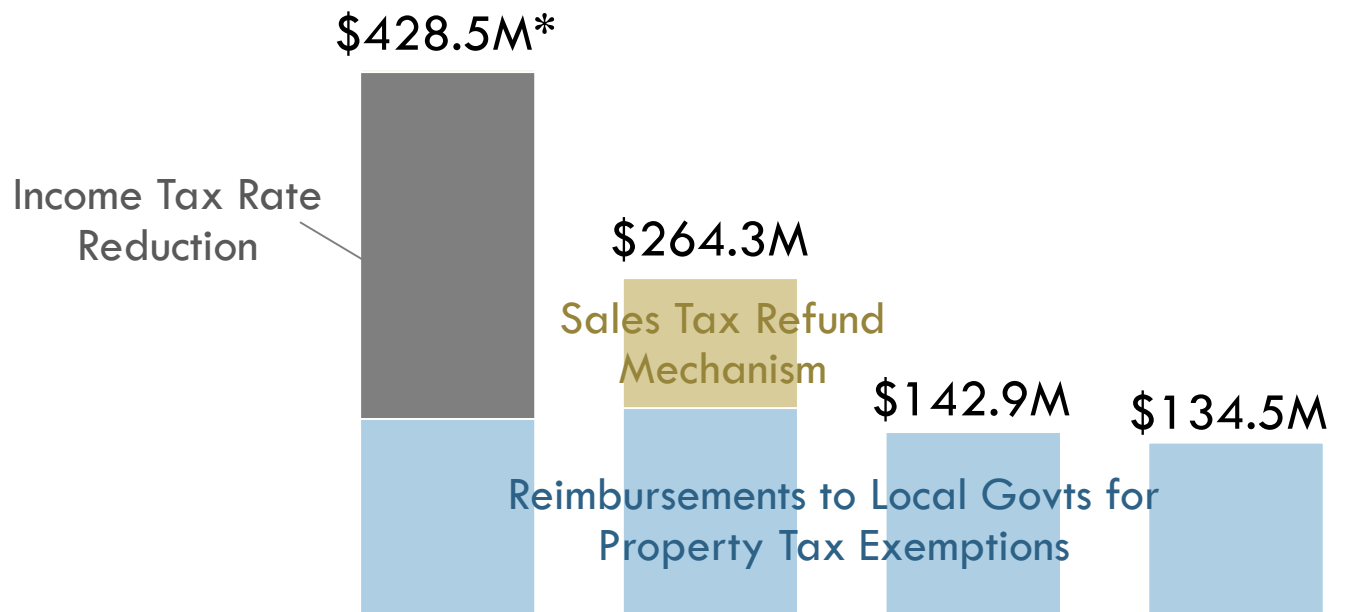 $428.5M*
Income Tax Rate
Reduction
$264.3M
Sales Tax Refund
Mechanism
$142.9M
$134.5M
Reimbursements to Local Govts for
Property Tax Exemptions